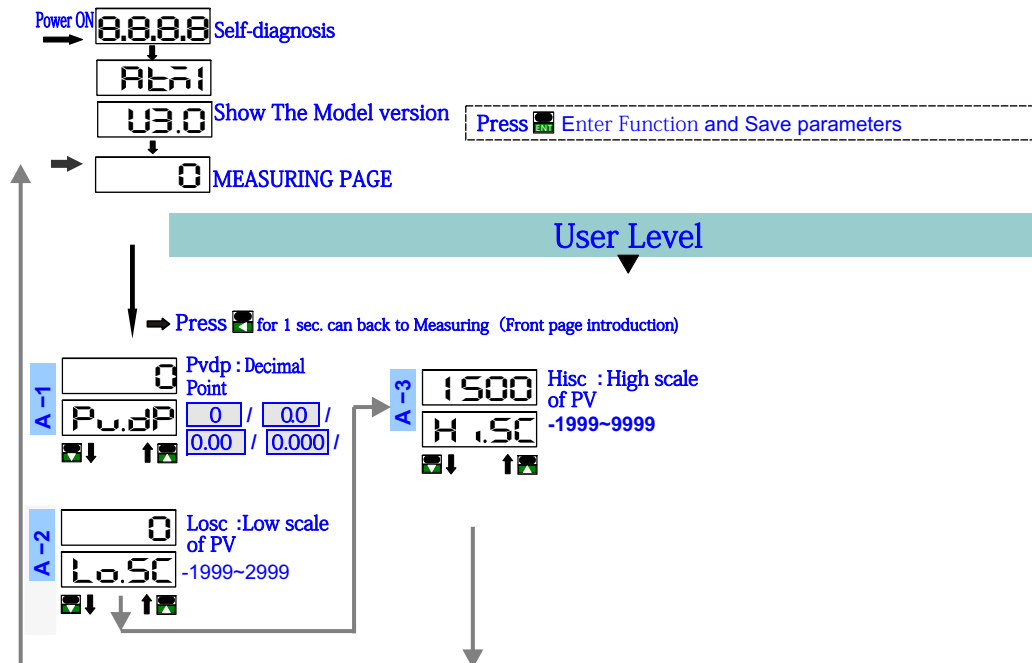 Power ON
8.8.8.8 Self-diagnosis
Atm1
U3.0 Show The Model version
Press ENT Enter Function and Save parameters
0 MEASURING PAGE
User Level
Press for 1 sec. can back to Measuring (Front page introduction)
A-1
0
Pv.dP
Pvdp : Decimal
Point
0 / 0.0 /
0.00 / 0.000 /
A-2
0
Lo.SC
Losc :Low scale
of PV
-1999~2999
A-3
1500
Hi.SC
Hisc : High scale
of PV
-1999~9999